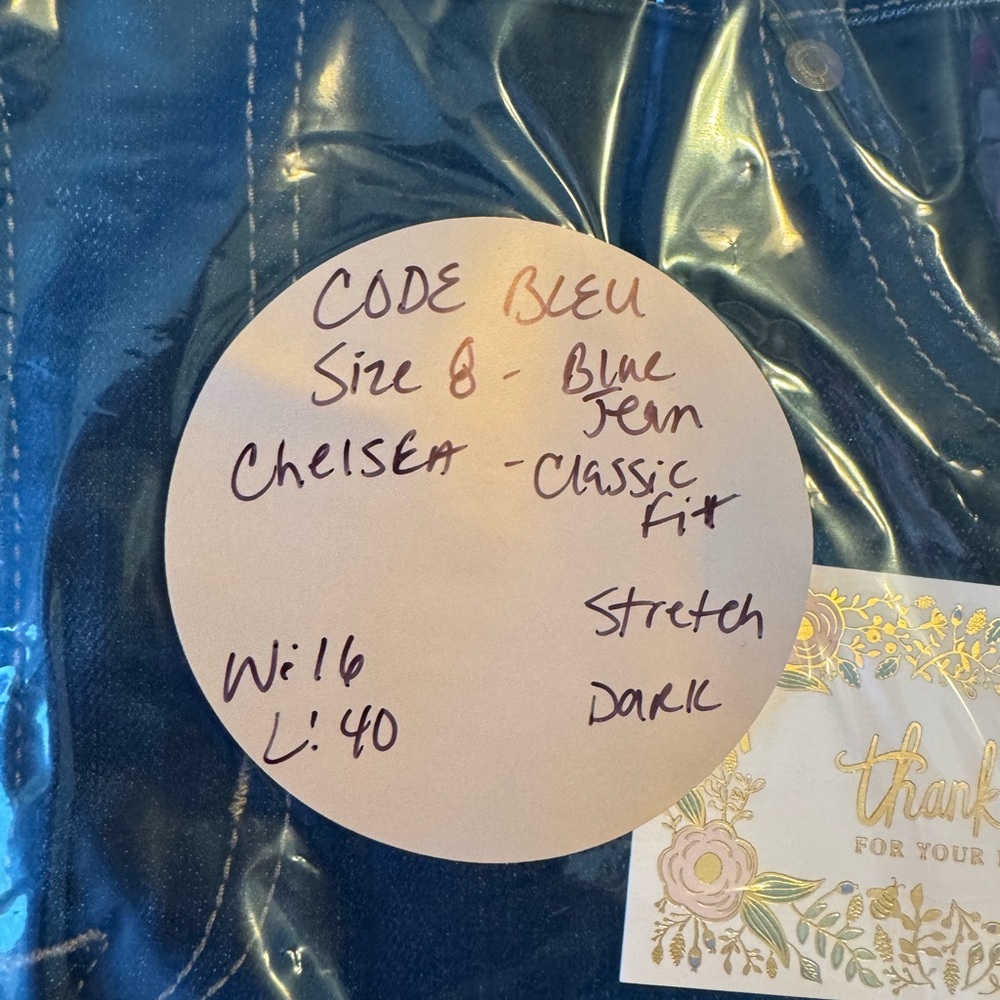 CODE BLEU
Size 8 - Blue
Jean
ChelSEA - Classic
Fit
Stretch
W: 16
DARK
L: 40
thank
FOR YOUR